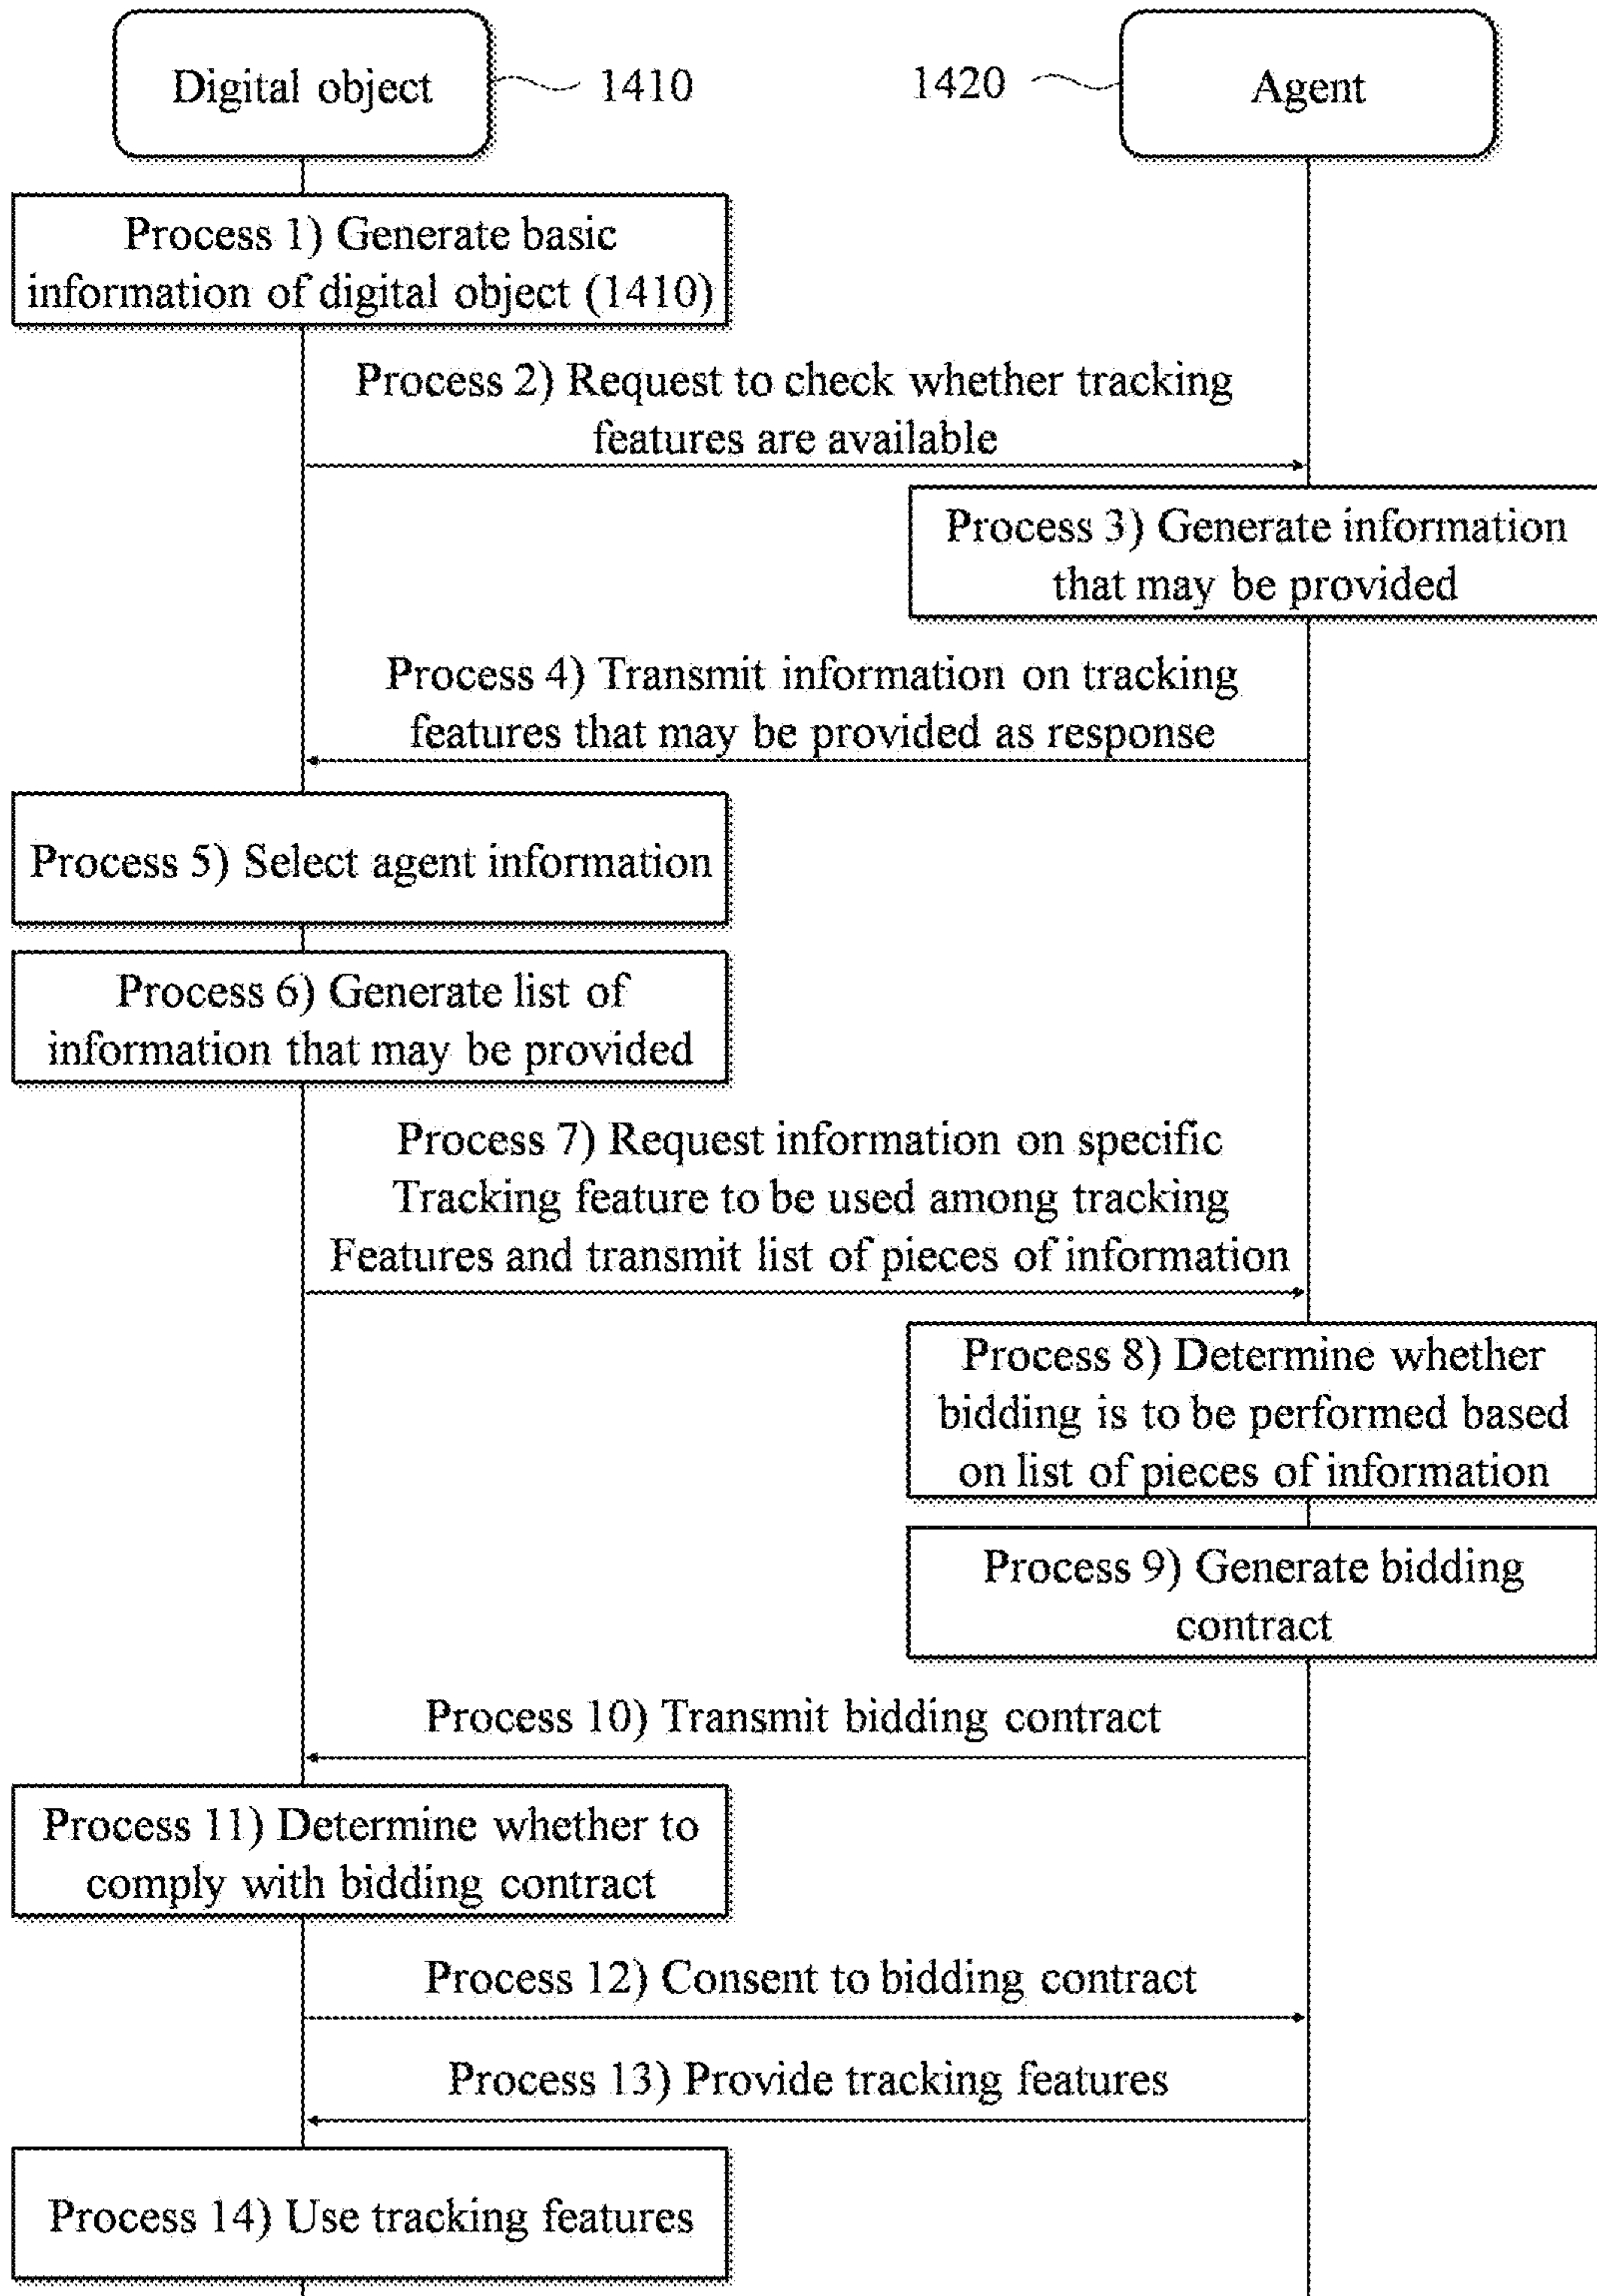 Digital object
1410
1420
Agent
Process 1) Generate basic
information of digital object (1410)
Process 2) Request to check whether tracking
features are available
Process 3) Generate information
that may be provided
Process 4) Transmit information on tracking
features that may be provided as response
Process 5) Select agent information
Process 6) Generate list of
information that may be provided
Process 7) Request information on specific
Tracking feature to be used among tracking
Features and transmit list of pieces of information
Process 8) Determine whether
bidding is to be performed based
on list of pieces of information
Process 9) Generate bidding
contract
Process 10) Transmit bidding contract
Process 11) Determine whether to
comply with bidding contract
Process 12) Consent to bidding contract
Process 13) Provide tracking features
Process 14) Use tracking features